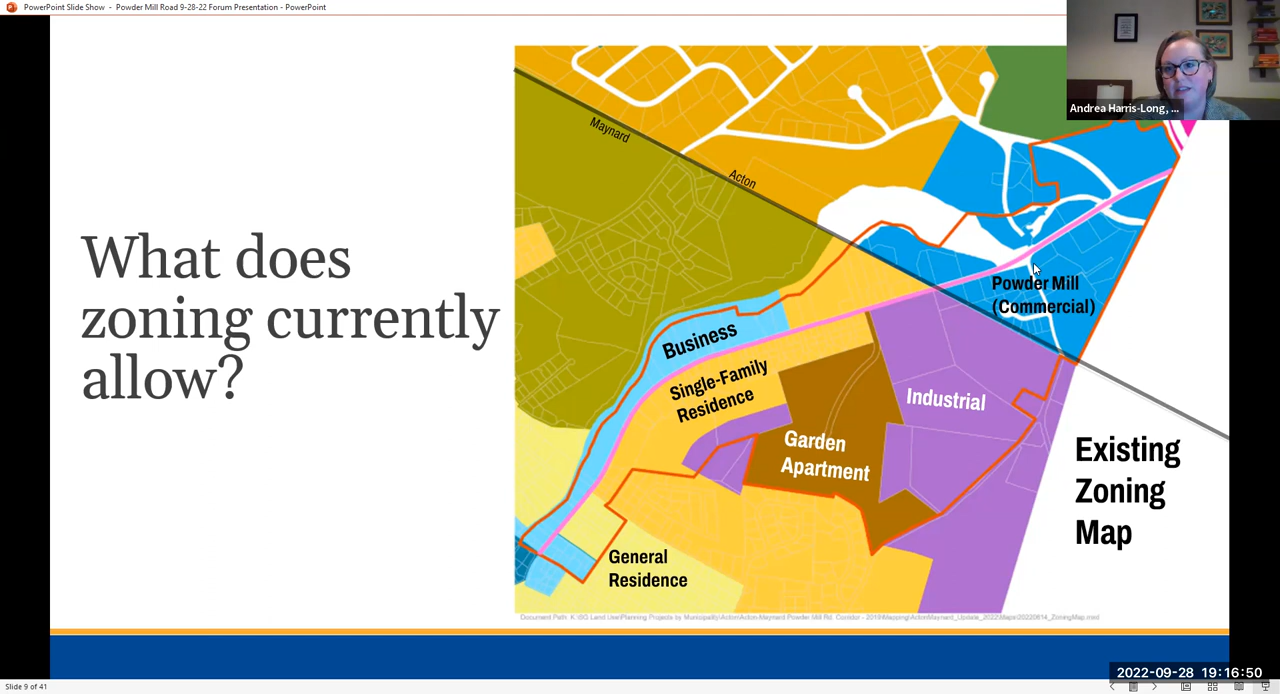 PowerPoint Slide Show - Powder Mill Road 9-28-22 Forum Presentation - PowerPoint
Andrea Harris-Long, ...
What does
zoning currently
allow?
Maynard
Acton
Powder Mill
(Commercial)
Business
Single-Family
Residence
Industrial
Garden
Apartment
General
Residence
Existing
Zoning
Map
2022-09-28 19:16:50
Slide 9 of 41